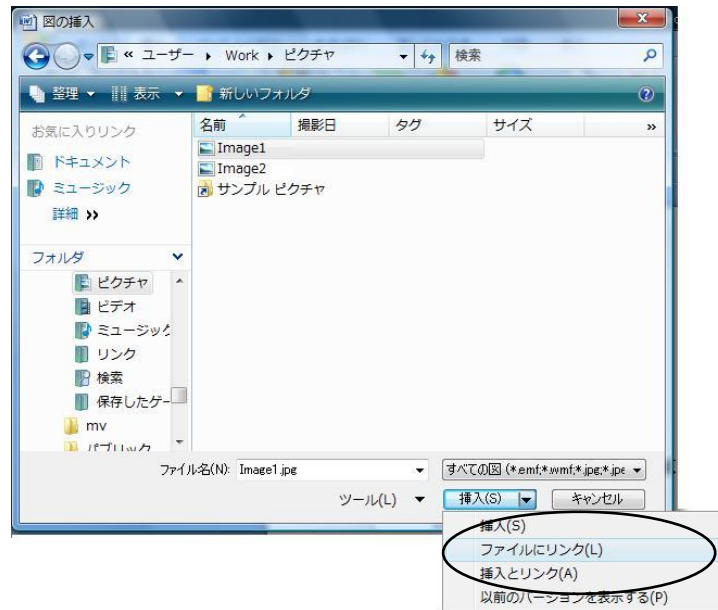 図の挿入
« ユーザー ▸ Work ▸ ピクチャ
検索
整理 表示 新しいフォルダ
お気に入りリンク
ドキュメント
ミュージック
詳細 »
名前 撮影日 タグ サイズ »
Image1
Image2
サンプル ピクチャ
フォルダ
ピクチャ
ビデオ
ミュージック
リンク
検索
保存したゲー
mv
パブリック
ファイル名(N): Image1.jpg
すべての図 (*.emf;*.wmf;*.jpg;*.jpe
ツール(L) 挿入(S) キャンセル
挿入(S)
ファイルにリンク(L)
挿入とリンク(A)
以前のバージョンを表示する(P)